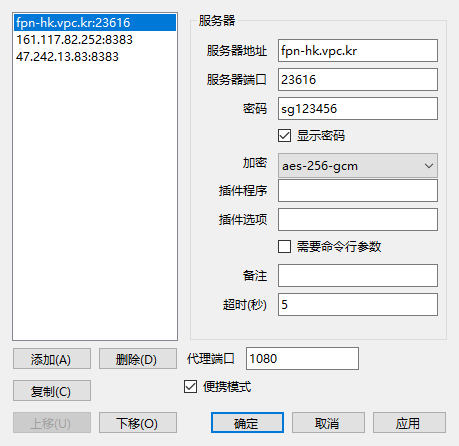 fpn-hk.vpc.kr:23616
161.117.82.252:8383
47.242.13.83:8383
服务器
服务器地址 fpn-hk.vpc.kr
服务器端口 23616
密码 sg123456
显示密码
加密 aes-256-gcm
插件程序
插件选项
需要命令行参数
备注
超时(秒) 5
添加(A) 删除(D) 代理端口 1080
复制(C) 便携模式
上移(U) 下移(O) 确定 取消 应用